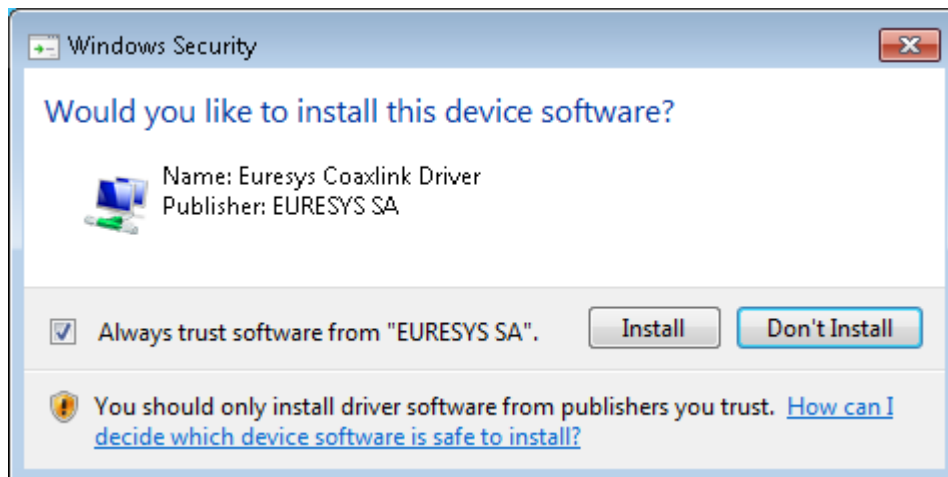 Windows Security
Would you like to install this device software?
Name: Euresys Coaxlink Driver
Publisher: EURESYS SA
Always trust software from "EURESYS SA".
Install
Don't Install
You should only install driver software from publishers you trust. How can I
decide which device software is safe to install?